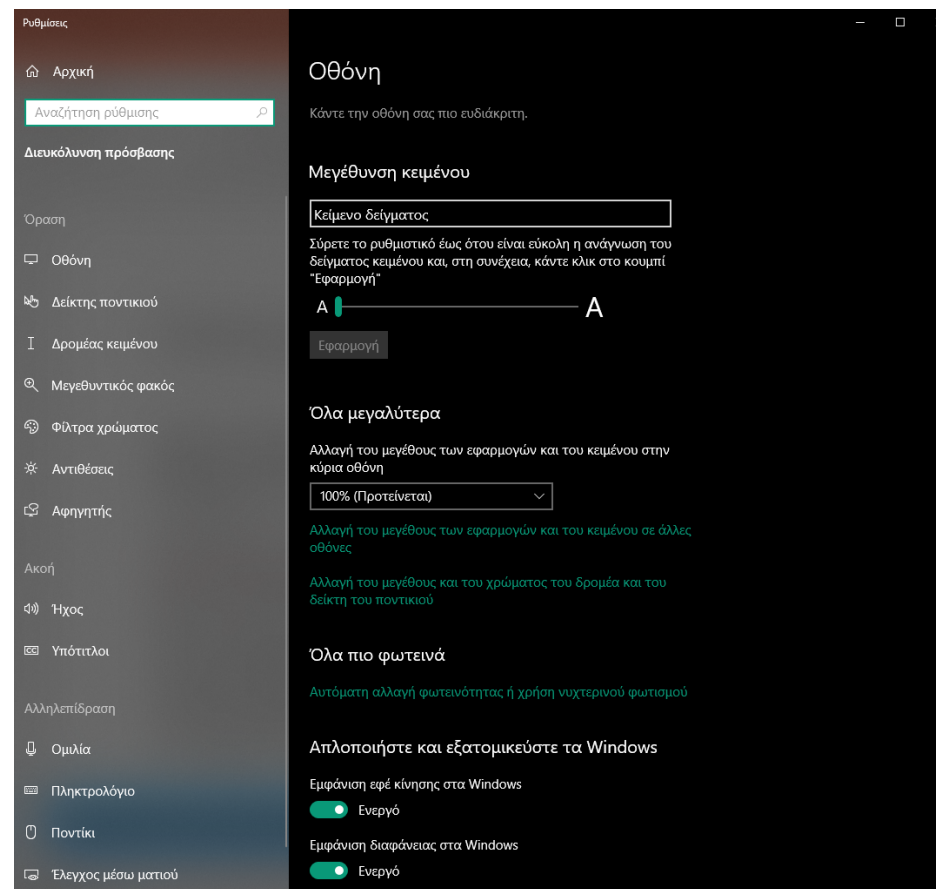 Ρυθμίσεις
Αρχική
Αναζήτηση ρύθμισης
Διευκόλυνση πρόσβασης
Όραση
Οθόνη
Δείκτης ποντικιού
Δρομέας κειμένου
Μεγεθυντικός φακός
Φίλτρα χρώματος
Αντιθέσεις
Αφηγητής
Ακοή
Ήχος
Υπότιτλοι
Αλληλεπίδραση
Ομιλία
Πληκτρολόγιο
Ποντίκι
Έλεγχος μέσω ματιού
Οθόνη
Κάντε την οθόνη σας πιο ευδιάκριτη.
Μεγέθυνση κειμένου
Κείμενο δείγματος
Σύρετε το ρυθμιστικό έως ότου είναι εύκολη η ανάγνωση του
δείγματος κειμένου και, στη συνέχεια, κάντε κλικ στο κουμπί
"Εφαρμογή"
A A
Εφαρμογή
Όλα μεγαλύτερα
Αλλαγή του μεγέθους των εφαρμογών και του κειμένου στην
κύρια οθόνη
100% (Προτείνεται)
Αλλαγή του μεγέθους των εφαρμογών και του κειμένου σε άλλες
οθόνες
Αλλαγή του μεγέθους και του χρώματος του δρομέα και του
δείκτη του ποντικιού
Όλα πιο φωτεινά
Αυτόματη αλλαγή φωτεινότητας ή χρήση νυχτερινού φωτισμού
Απλοποιήστε και εξατομικεύστε τα Windows
Εμφάνιση εφέ κίνησης στα Windows
Ενεργό
Εμφάνιση διαφάνειας στα Windows
Ενεργό